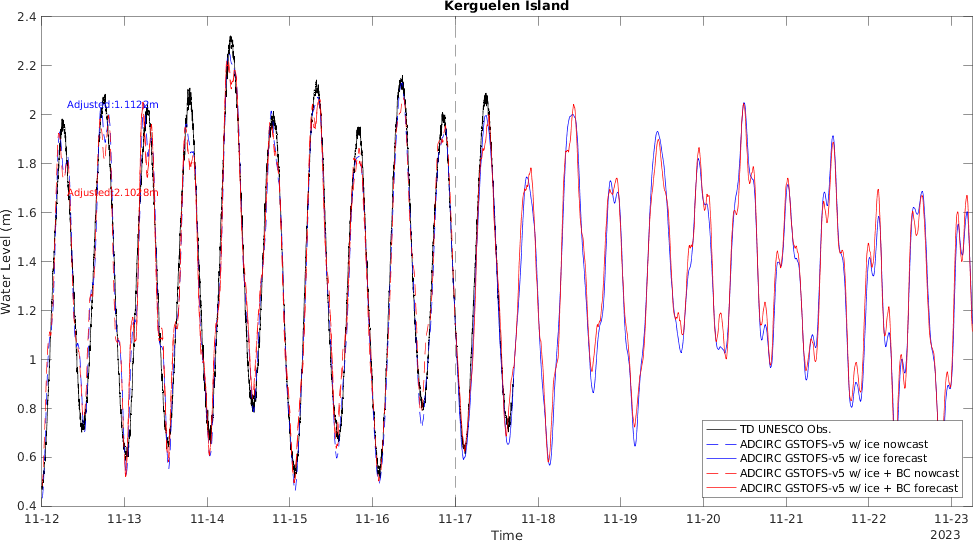 Kerguelen Island
Water Level (m)
2.4
2.2
2
1.8
1.6
1.4
1.2
1
0.8
0.6
0.4
Adjusted:1.1122m
Adjusted:2.1028m
TD UNESCO Obs.
ADCIRC GSTOFS-v5 w/ ice nowcast
ADCIRC GSTOFS-v5 w/ ice forecast
ADCIRC GSTOFS-v5 w/ ice + BC nowcast
ADCIRC GSTOFS-v5 w/ ice + BC forecast
11-12 11-13 11-14 11-15 11-16 11-17 11-18 11-19 11-20 11-21 11-22 11-23
2023
Time